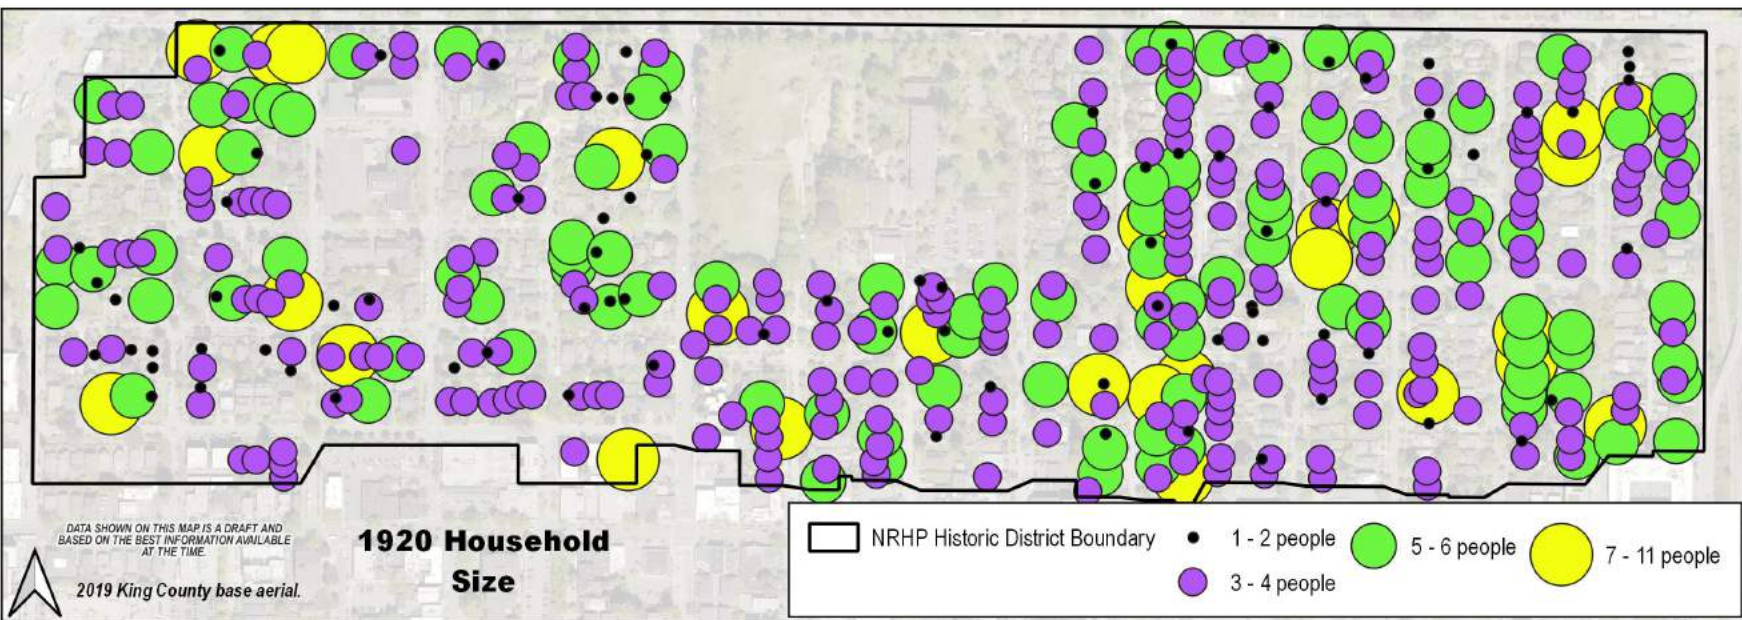 DATA SHOWN ON THIS MAP IS A DRAFT AND
BASED ON THE BEST INFORMATION AVAILABLE
AT THE TIME.
2019 King County base aerial.
1920 Household
Size
NRHP Historic District Boundary
1 - 2 people
3 - 4 people
5 - 6 people
7 - 11 people